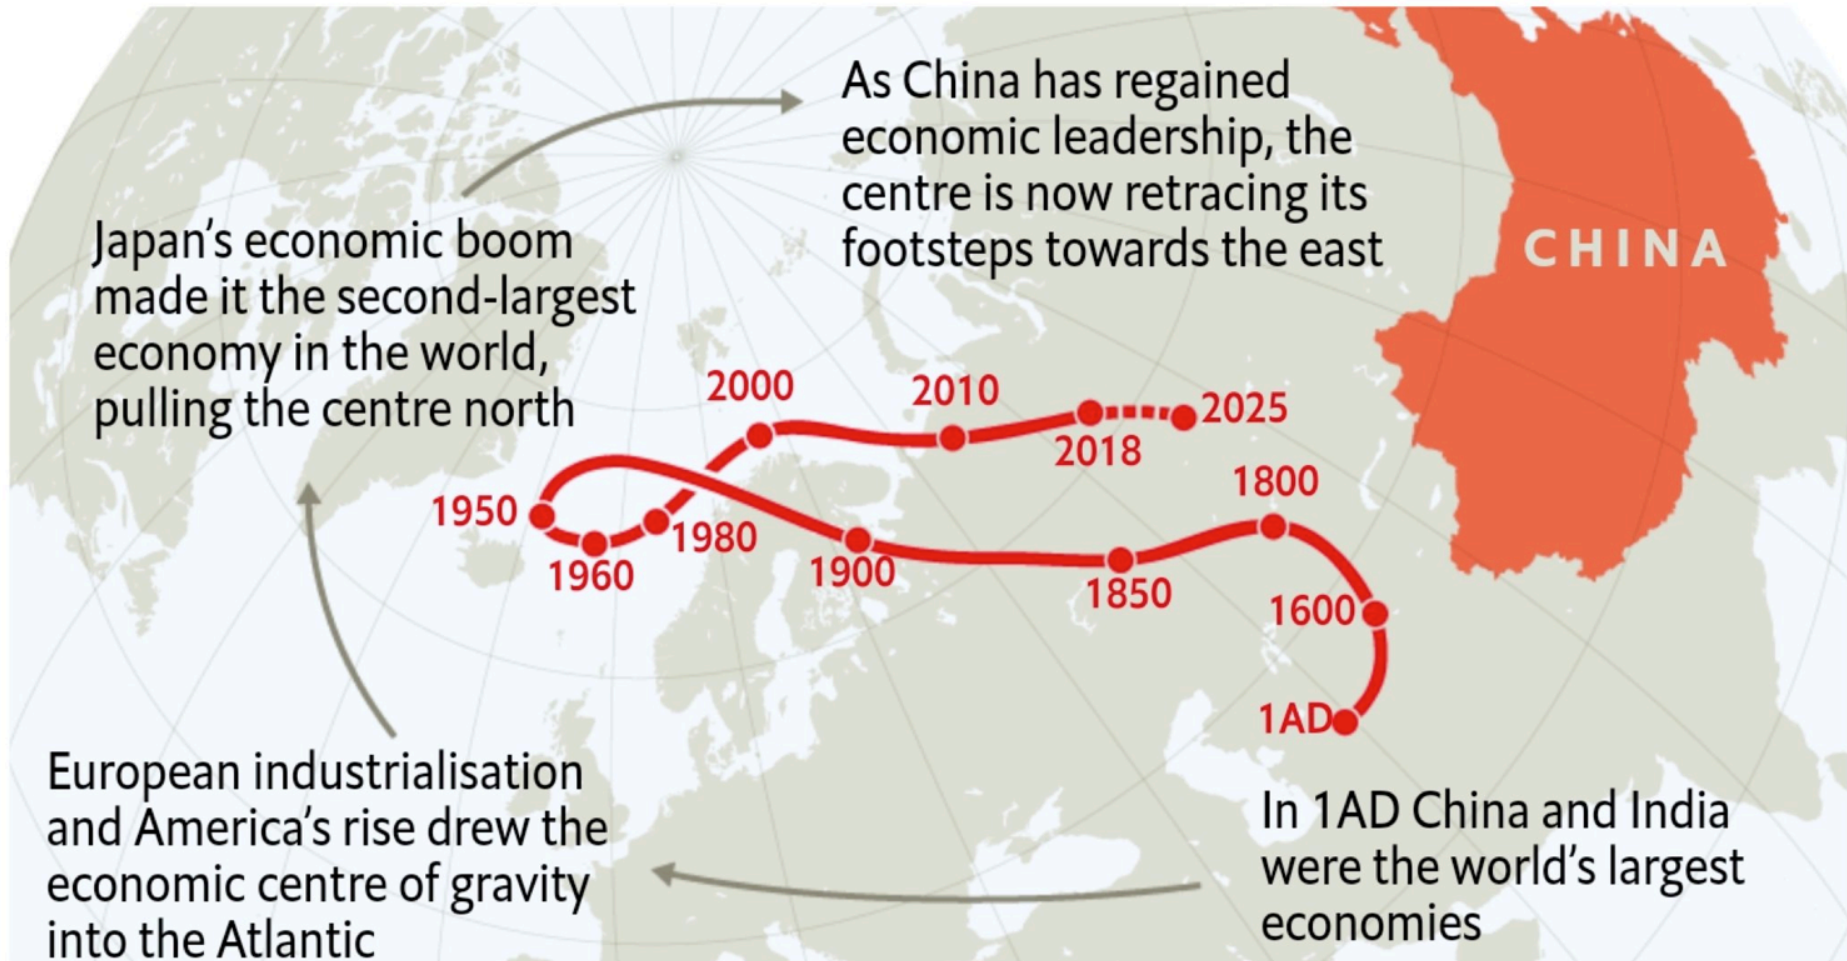 As China has regained
economic leadership, the
centre is now retracing its
footsteps towards the east
CHINA
Japan's economic boom
made it the second-largest
economy in the world,
pulling the centre north
2000
2010
2018
2025
1950
1960
1980
1900
1850
1800
1600
1AD
European industrialisation
and America's rise drew the
economic centre of gravity
into the Atlantic
In 1AD China and India
were the world's largest
economies